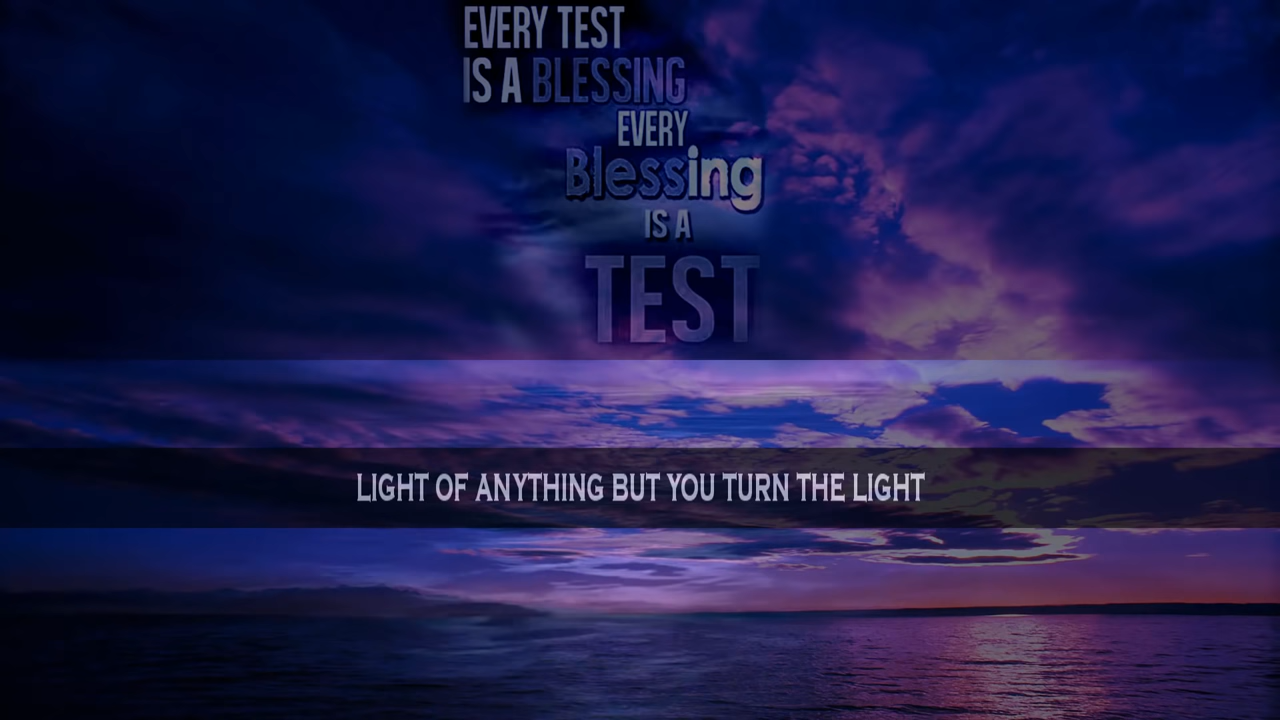 EVERY TEST
IS A BLESSING
EVERY
Blessing
IS A
TEST
LIGHT OF ANYTHING BUT YOU TURN THE LIGHT